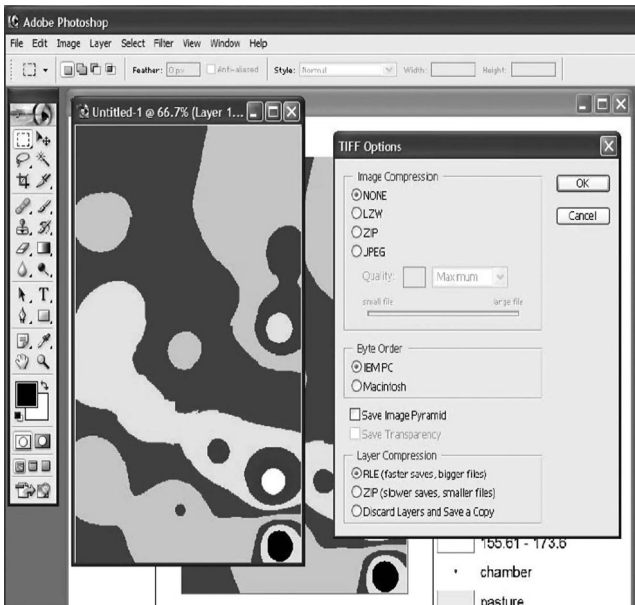 Adobe Photoshop
File Edit Image Layer Select Filter View Window Help
Feather: 0 px Anti-aliased Style: Normal Width: Height:
Untitled-1 @ 66.7% (Layer 1...
TIFF Options
Image Compression
NONE
LZW
ZIP
JPEG
Quality: Maximum
small file large file
OK
Cancel
Byte Order
IBM PC
Macintosh
Save Image Pyramid
Save Transparency
Layer Compression
RLE (faster saves, bigger files)
ZIP (slower saves, smaller files)
Discard Layers and Save a Copy
155.61 - 173.6
chamber
pasture